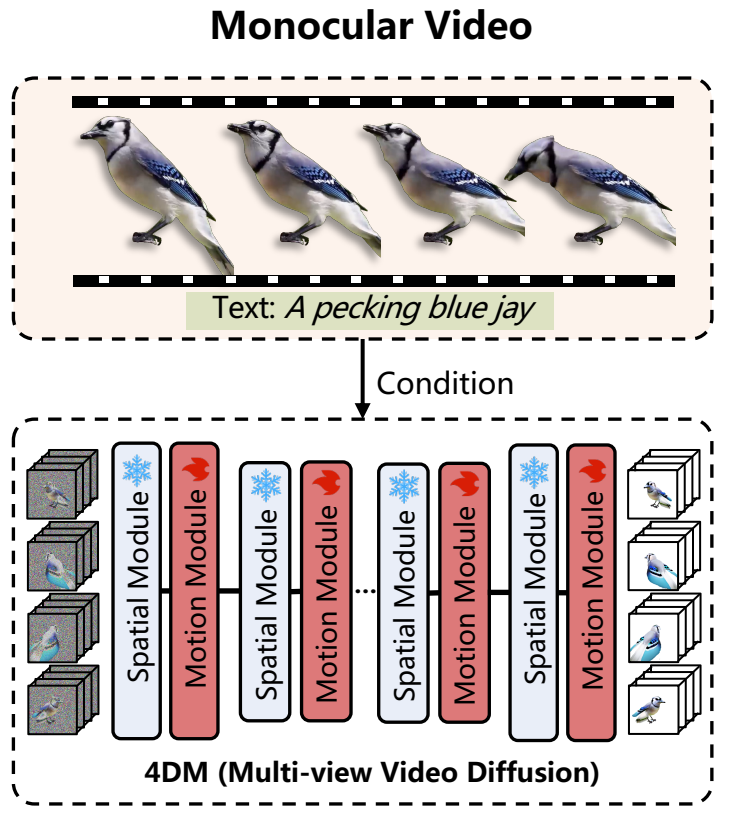 Monocular Video
Text: A pecking blue jay
Condition
Spatial Module
Motion Module
Spatial Module
Motion Module
...
Spatial Module
Motion Module
Spatial Module
Motion Module
4DM (Multi-view Video Diffusion)